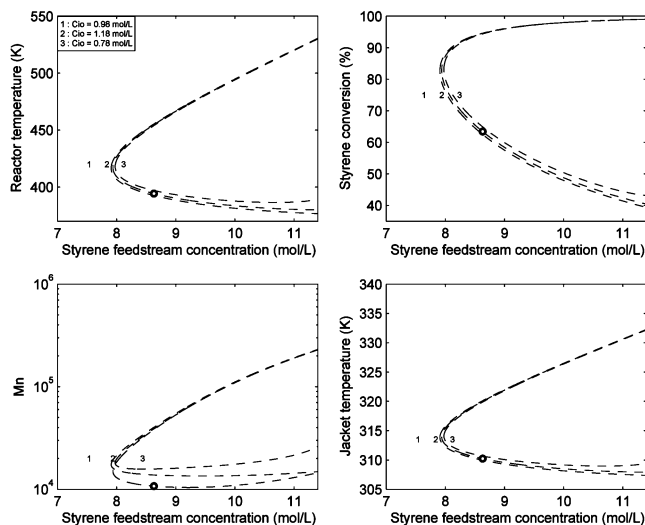 550
500
450
400
350
7 8 9 10 11
Reactor temperature (K)
Styrene feedstream concentration (mol/L)
1 : Cio = 0.98 mol/L
2 : Cio = 1.18 mol/L
3 : Cio = 0.78 mol/L
1 2 3
100
90
80
70
60
50
40
7 8 9 10 11
Styrene conversion (%)
Styrene feedstream concentration (mol/L)
1 2 3
10^6
10^5
10^4
7 8 9 10 11
Mn
Styrene feedstream concentration (mol/L)
1 2 3
340
335
330
325
320
315
310
305
7 8 9 10 11
Jacket temperature (K)
Styrene feedstream concentration (mol/L)
1 2 3